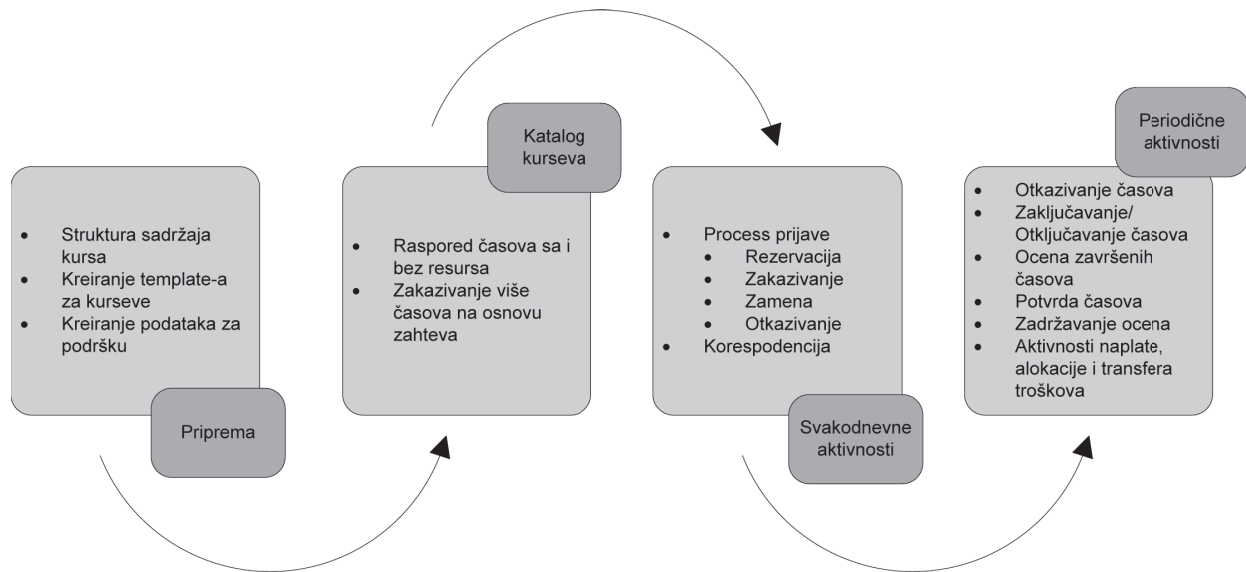 Struktura sadržaja
kursa
Kreiranje template-a
za kurseve
Kreiranje podataka za
podršku
Priprema
Katalog
kurseva
Raspored časova sa i
bez resursa
Zakazivanje više
časova na osnovu
zahteva
Process prijave
Rezervacija
Zakazivanje
Zamena
Otkazivanje
Korespodencija
Svakodnevne
aktivnosti
Periodične
aktivnosti
Otkazivanje časova
Zaključavanje/
Otključavanje časova
Ocena završenih
časova
Potvrda časova
Zadržavanje ocena
Aktivnosti naplate,
alokacije i transfera
troškova